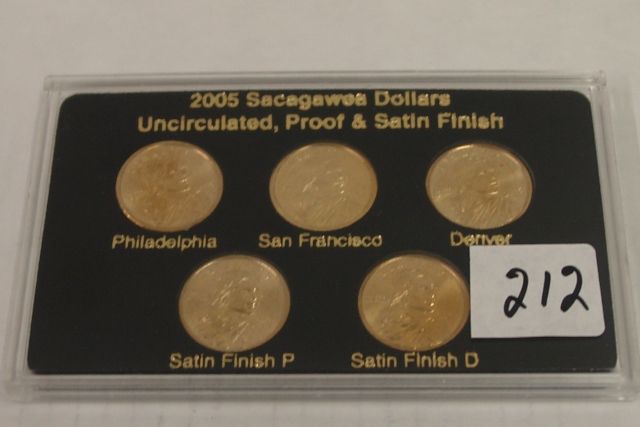 2005 Sacagawea Dollars
Uncirculated, Proof & Satin Finish
Philadelphia San Francisco Denver
212
Satin Finish P Satin Finish D